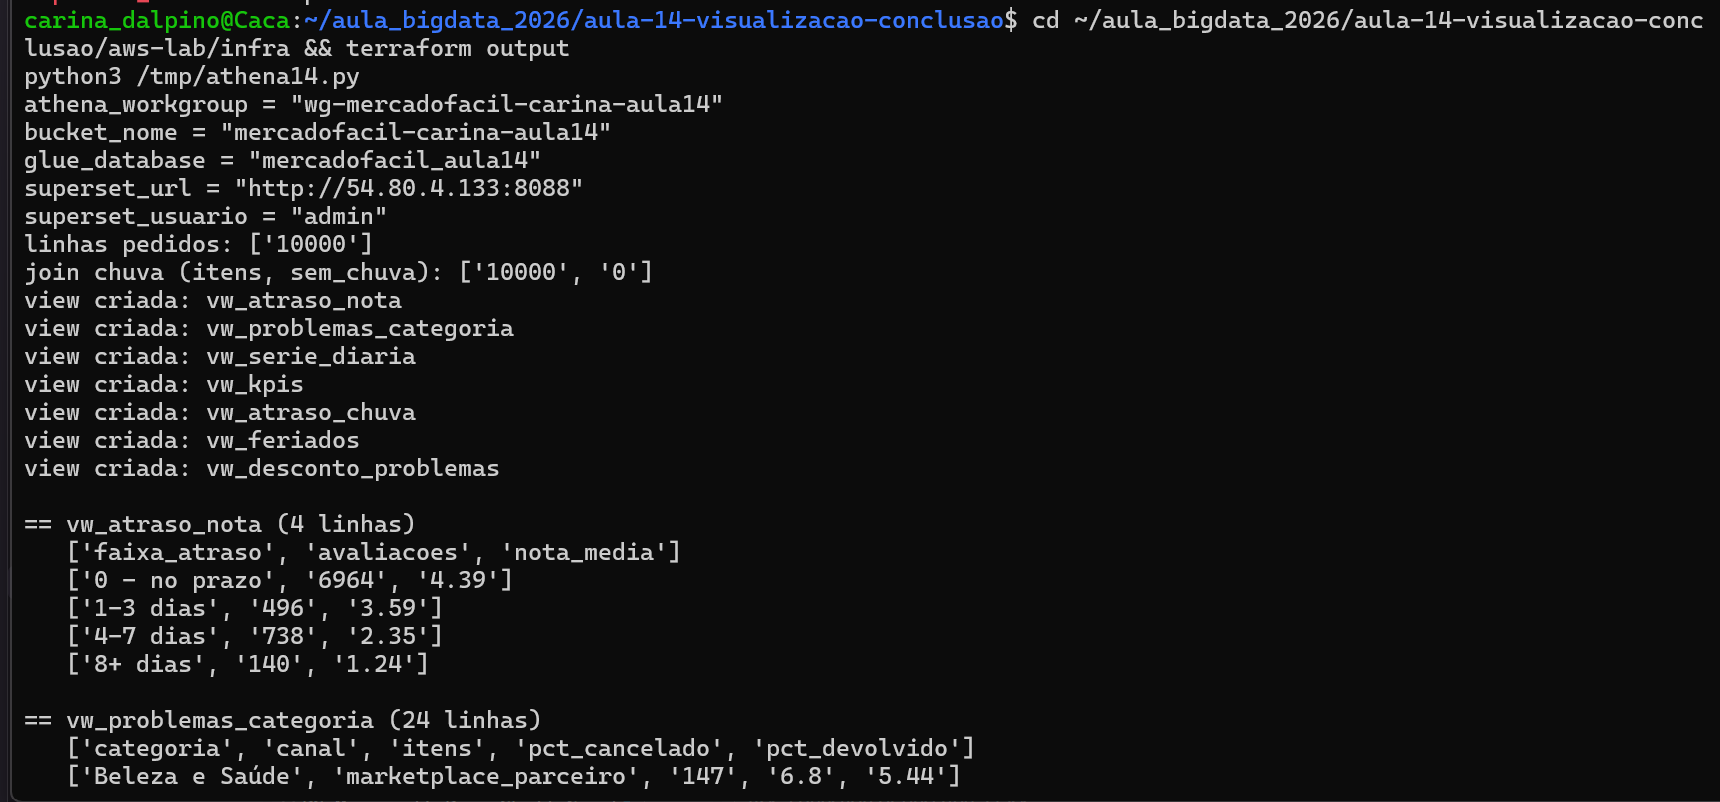 carina_dalpino@Caca:~/aula_bigdata_2026/aula-14-visualizacao-conclusao$ cd ~/aula_bigdata_2026/aula-14-visualizacao-conc
lusao/aws-lab/infra && terraform output
python3 /tmp/athena14.py
athena_workgroup = "wg-mercadofacil-carina-aula14"
bucket_nome = "mercadofacil-carina-aula14"
glue_database = "mercadofacil_aula14"
superset_url = "http://54.80.4.133:8088"
superset_usuario = "admin"
linhas pedidos: ['10000']
join chuva (itens, sem_chuva): ['10000', '0']
view criada: vw_atraso_nota
view criada: vw_problemas_categoria
view criada: vw_serie_diaria
view criada: vw_kpis
view criada: vw_atraso_chuva
view criada: vw_feriados
view criada: vw_desconto_problemas
== vw_atraso_nota (4 linhas)
['faixa_atraso', 'avaliacoes', 'nota_media']
['0 - no prazo', '6964', '4.39']
['1-3 dias', '496', '3.59']
['4-7 dias', '738', '2.35']
['8+ dias', '140', '1.24']
== vw_problemas_categoria (24 linhas)
['categoria', 'canal', 'itens', 'pct_cancelado', 'pct_devolvido']
['Beleza e Saúde', 'marketplace_parceiro', '147', '6.8', '5.44']